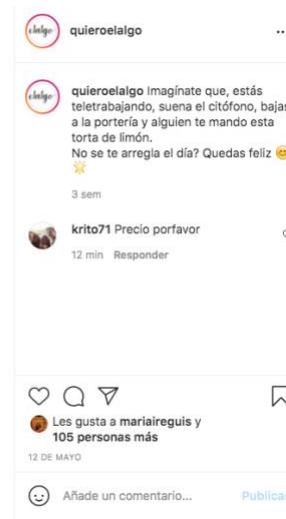 elalgo quieroelalgo
elalgo quieroelalgo Imagínate que, estás
teletrabajando, suena el citófono, bajas
a la portería y alguien te mando esta
torta de limón.
No se te arregla el día? Quedas feliz 😊
🌟
3 sem
krito71 Precio porfavor
12 min Responder
Les gusta a mariaireguis y
105 personas más
12 DE MAYO
Añade un comentario... Publicar